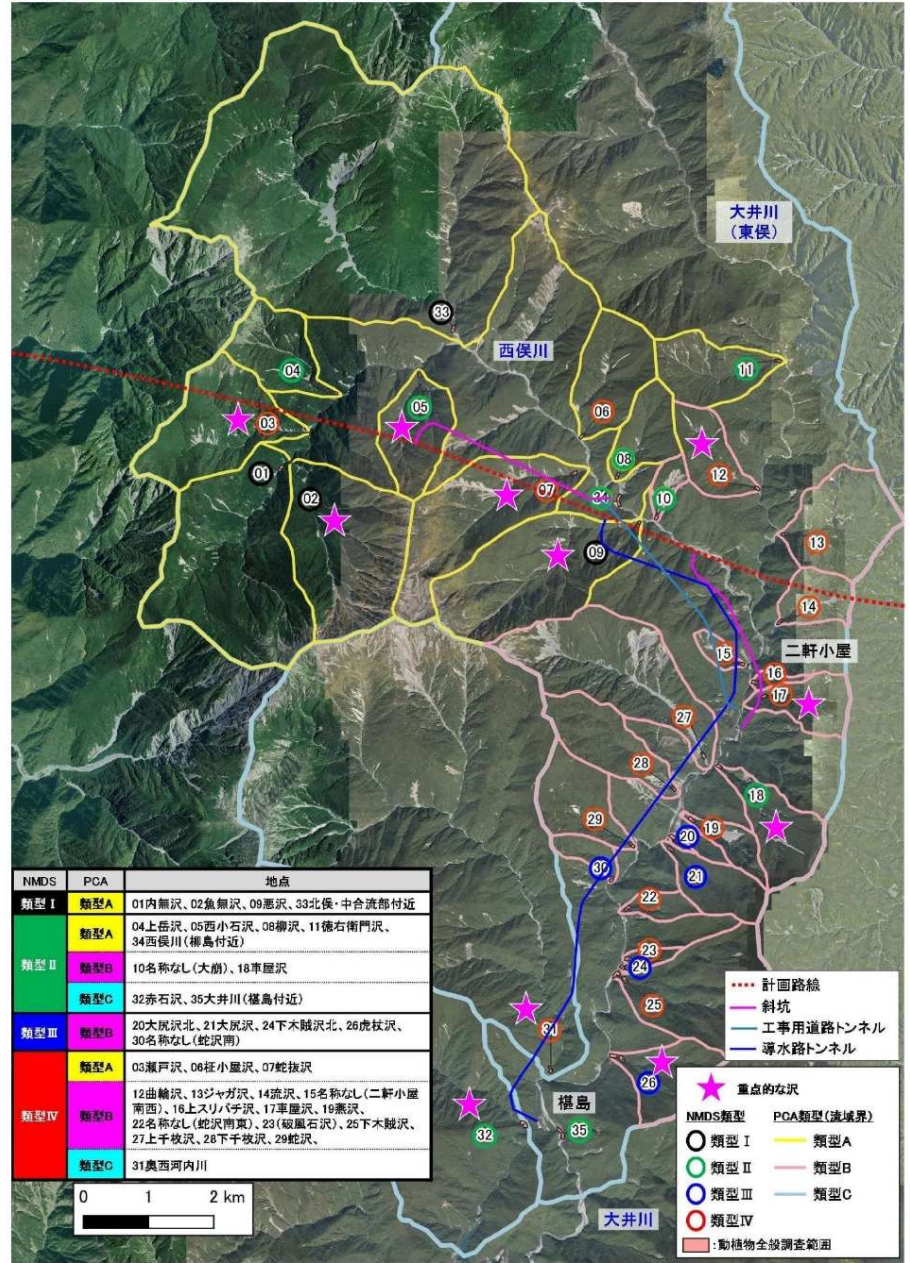 大井川
(東俣)
33
西俣川
04
11
05
06
03
08
12
01
07
34
10
02
09
13
14
15
二軒小屋
16
17
27
28
18
29
19
20
30
21
22
23
24
25
31
26
椹島
32
35
大井川
NMDS PCA 地点
類型Ⅰ 類型A 01内無沢、02魚無沢、09悪沢、33北俣・中合流部付近
類型Ⅱ 類型A 04上岳沢、05西小石沢、08柳沢、11徳右衛門沢、
34西俣川(柳島付近)
類型B 10名称なし(大崩)、18車屋沢
類型C 32赤石沢、35大井川(椹島付近)
類型Ⅲ 類型B 20大尻沢北、21大尻沢、24下木賊沢北、26虎杖沢、
30名称なし(蛇沢南)
類型Ⅳ 類型A 03瀬戸沢、06柾小屋沢、07蛇抜沢
類型B 12曲輪沢、13ジャガ沢、14流沢、15名称なし(二軒小屋
南西)、16上スリバチ沢、17車屋沢、19燕沢、
22名称なし(蛇沢南東)、23(破風石沢)、25下木賊沢、
27上千枚沢、28下千枚沢、29蛇沢、
類型C 31奥西河内川
0 1 2 km
計画路線
斜坑
工事用道路トンネル
導水路トンネル
重点的な沢
NMDS類型 PCA類型(流域界)
類型Ⅰ 類型A
類型Ⅱ 類型B
類型Ⅲ 類型C
類型Ⅳ
:動植物全般調査範囲